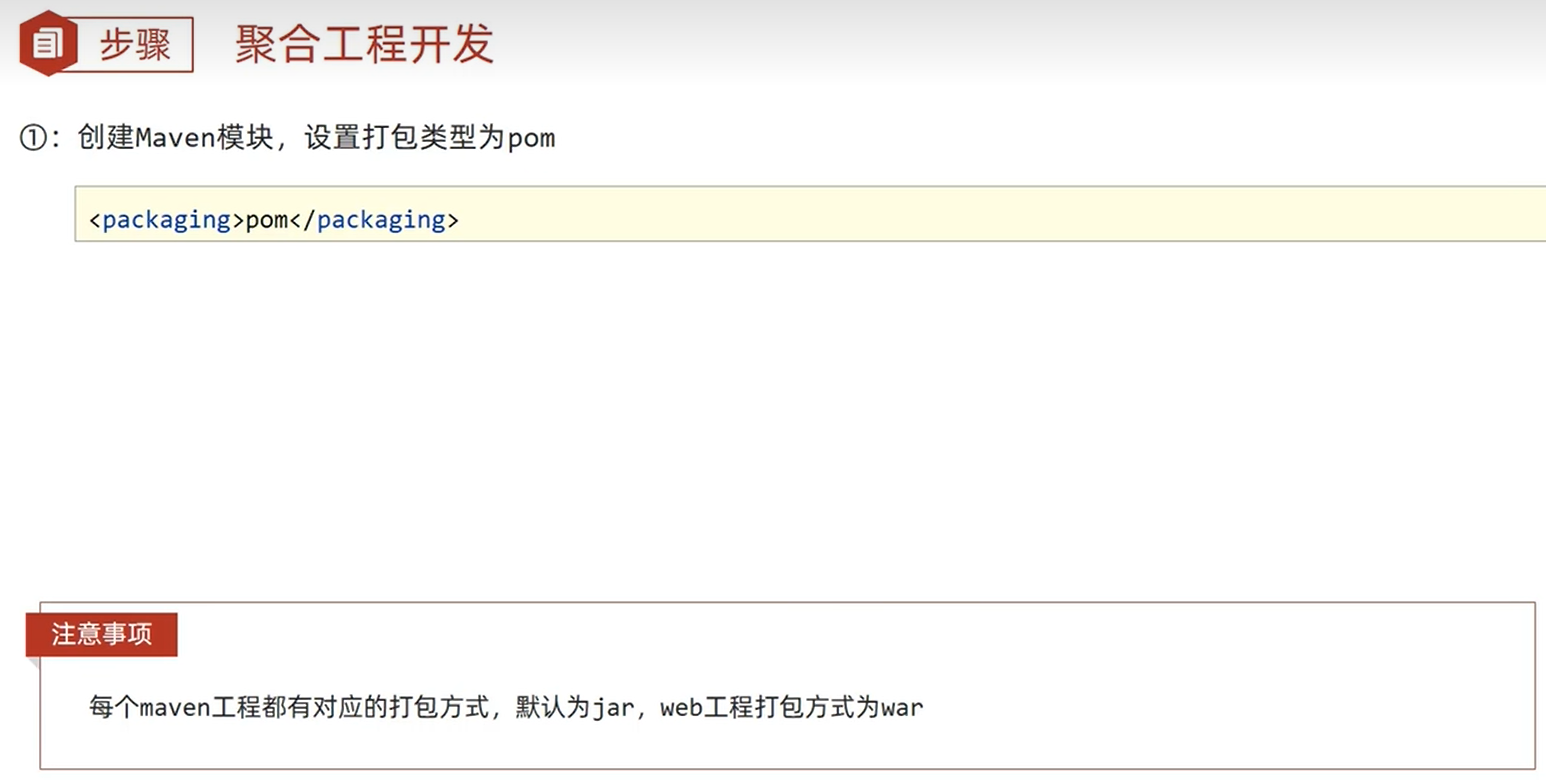 步骤 聚合工程开发
①：创建Maven模块，设置打包类型为pom
<packaging>pom</packaging>
注意事项
每个maven工程都有对应的打包方式，默认为jar，web工程打包方式为war